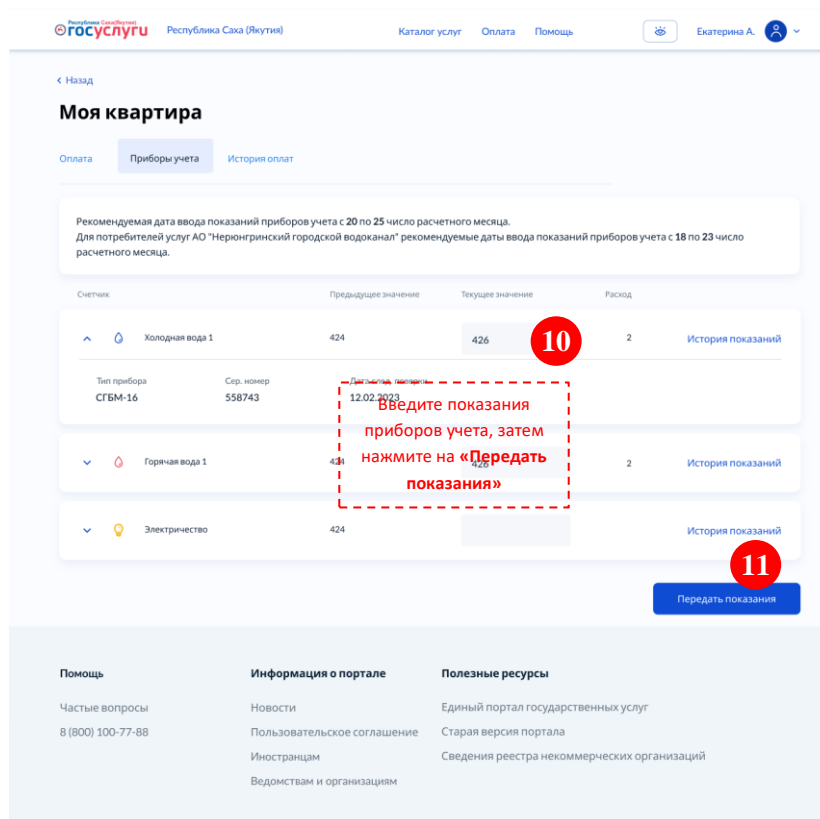 Республика Саха(Якутия)
госуслуги Республика Саха (Якутия) Каталог услуг Оплата Помощь Екатерина А.
Назад
Моя квартира
Оплата Приборы учета История оплат
Рекомендуемая дата ввода показаний приборов учета с 20 по 25 число расчетного месяца.
Для потребителей услуг АО "Нерюнгринский городской водоканал" рекомендуемые даты ввода показаний приборов учета с 18 по 23 число
расчетного месяца.
Счетчик Предыдущее значение Текущее значение Расход
Холодная вода 1 424 426 10 2 История показаний
Тип прибора Сер. номер Дата след. поверки
СГБМ-16 558743 12.02.2023
Введите показания
приборов учета, затем
нажмите на «Передать
показания»
Горячая вода 1 424 426 2 История показаний
Электричество 424 История показаний
11
Передать показания
Помощь Информация о портале Полезные ресурсы
Частые вопросы Новости Единый портал государственных услуг
8 (800) 100-77-88 Пользовательское соглашение Старая версия портала
Иностранцам Сведения реестра некоммерческих организаций
Ведомствам и организациям